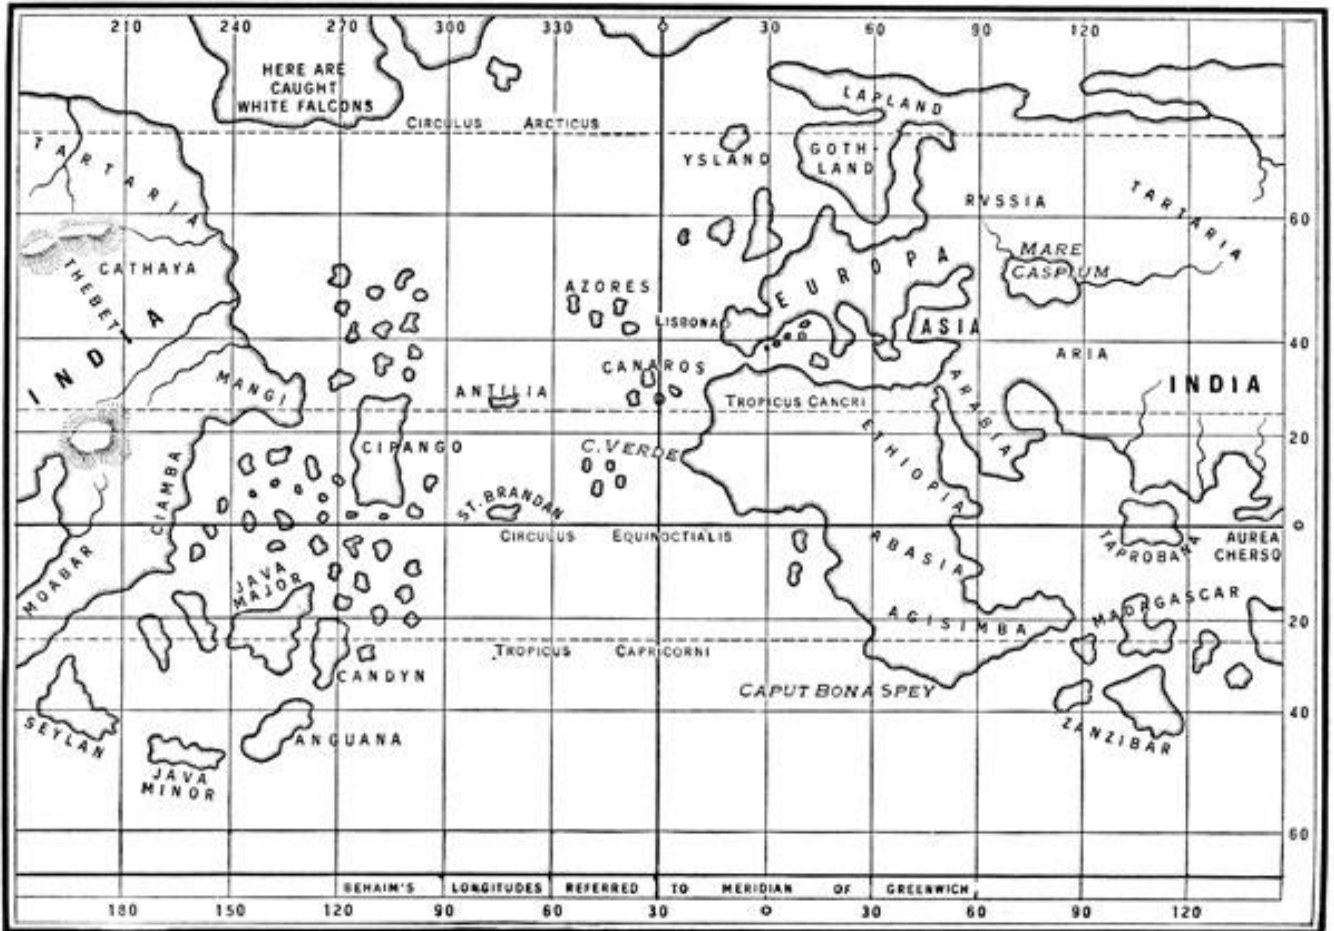 210 240 270 300 330 0 30 60 90 120
HERE ARE
CAUGHT
WHITE FALCONS
CIRCULUS ARCTICUS
LAPLAND
GOTH-
LAND
YSLAND
TARTARIA
RVSSIA
TARTARIA
60
CATHAYA
THEBET
MARE
CASPIUM
EUROPA
AZORES
LISBONA
ASIA
INDIA
MANGI
ARIA
40
CANAROS
ANTILIA
INDIA
TROPICUS CANCRI
ARABIA
CIPANGO
C. VERDE
ETHIOPIA
20
CIAMBA
ST. BRANDAN
CIRCULUS EQUINOCTIALIS
0
TAPROBANA
AUREA
CHERSO
MOABAR
ABASIA
JAVA
MAJOR
AGISIMBA
MADAGASCAR
20
TROPICUS CAPRICORNI
CANDYN
CAPUT BONA SPEY
40
SEYLAN
ANGUANA
ZANZIBAR
JAVA
MINOR
60
BEHAIM'S LONGITUDES REFERRED TO MERIDIAN OF GREENWICH
180 150 120 90 60 30 0 30 60 90 120